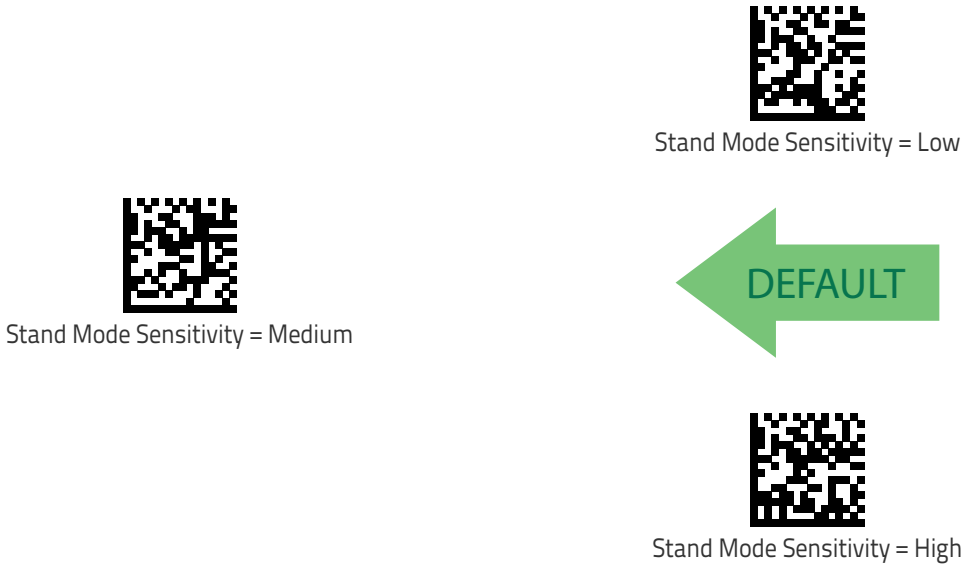 Stand Mode Sensitivity = Low
DEFAULT
Stand Mode Sensitivity = Medium
Stand Mode Sensitivity = High